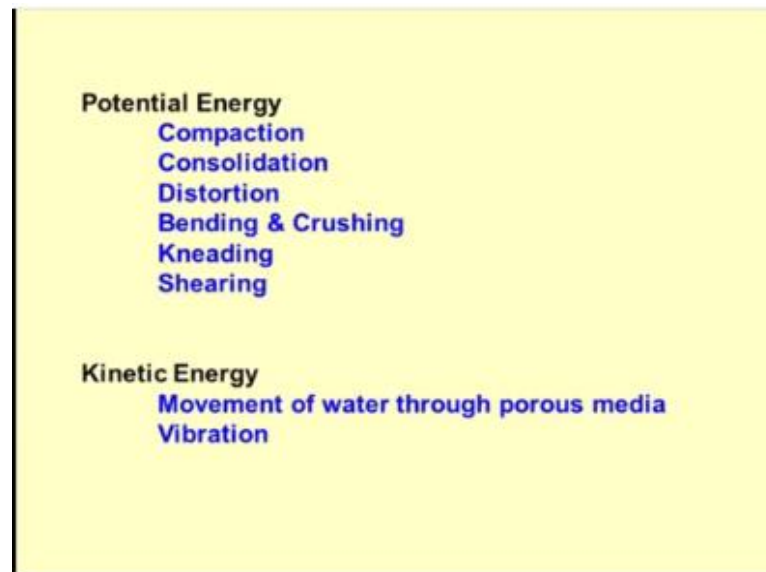 Potential Energy
Compaction
Consolidation
Distortion
Bending & Crushing
Kneading
Shearing
Kinetic Energy
Movement of water through porous media
Vibration